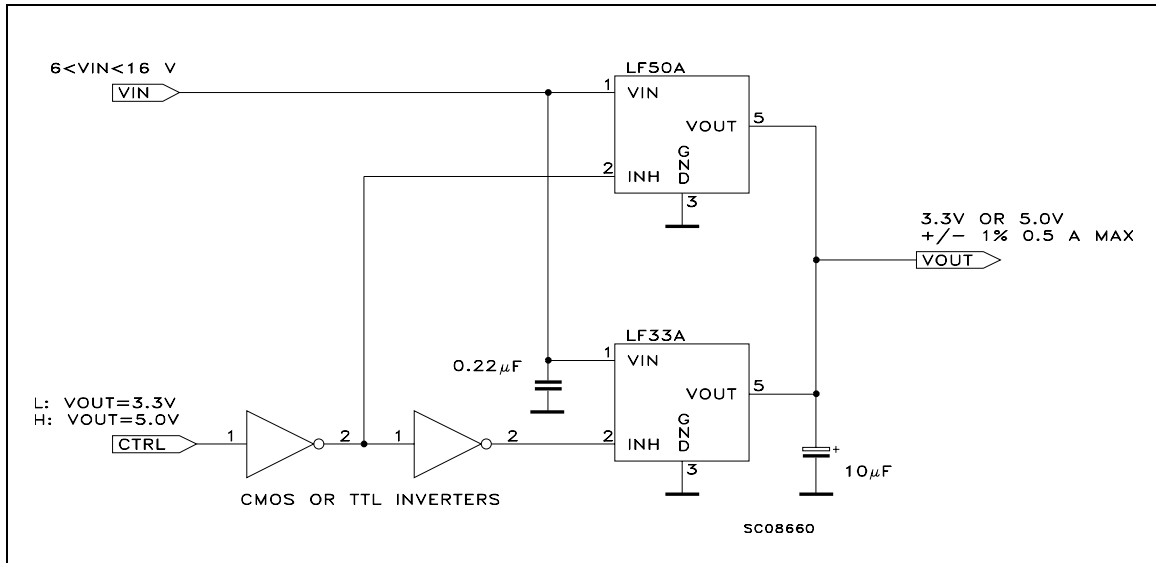 6<VIN<16 V
VIN
LF50A
1
VIN
VOUT
5
2
INH
GND
3
3.3V OR 5.0V
+/- 1% 0.5 A MAX
VOUT
LF33A
1
VIN
0.22µF
VOUT
5
L: VOUT=3.3V
H: VOUT=5.0V
CTRL
1
2
1
2
2
INH
GND
3
+
10µF
CMOS OR TTL INVERTERS
SC08660